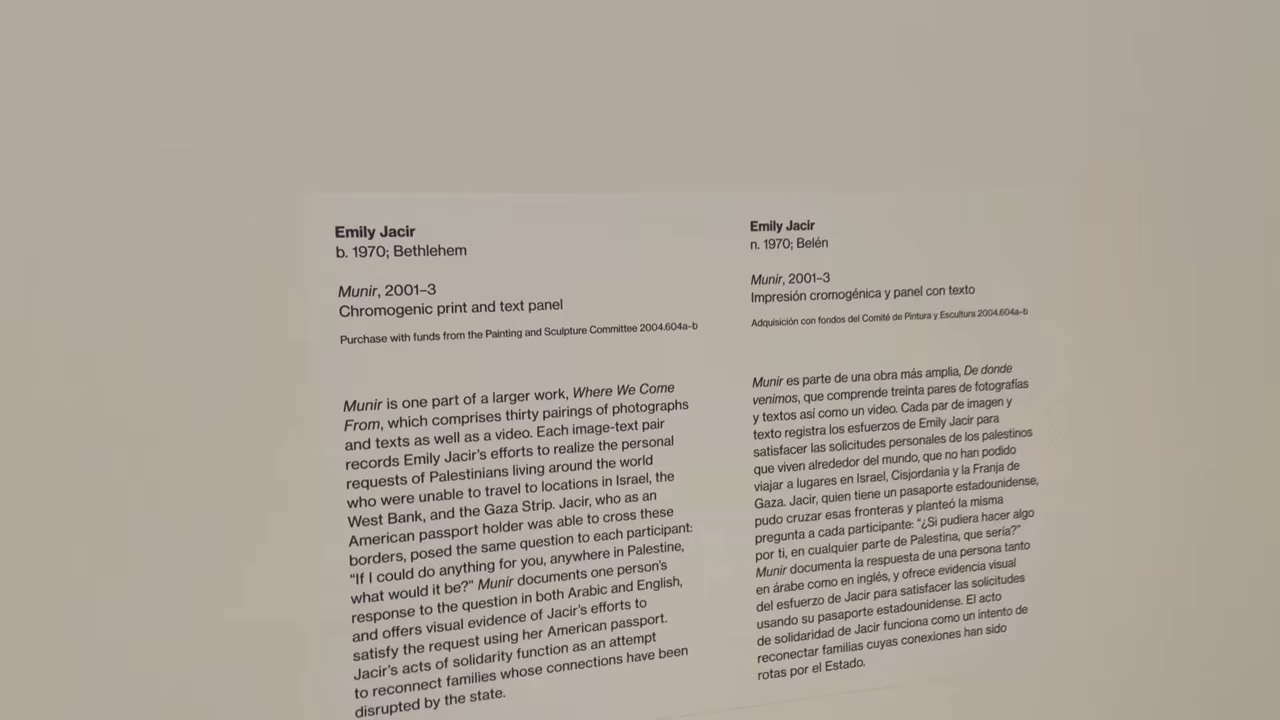 Emily Jacir
b. 1970; Bethlehem
Munir, 2001–3
Chromogenic print and text panel
Purchase with funds from the Painting and Sculpture Committee 2004.604a–b
Munir is one part of a larger work, Where We Come
From, which comprises thirty pairings of photographs
and texts as well as a video. Each image-text pair
records Emily Jacir's efforts to realize the personal
requests of Palestinians living around the world
who were unable to travel to locations in Israel, the
West Bank, and the Gaza Strip. Jacir, who as an
American passport holder was able to cross these
borders, posed the same question to each participant:
“If I could do anything for you, anywhere in Palestine,
what would it be?” Munir documents one person's
response to the question in both Arabic and English,
and offers visual evidence of Jacir's efforts to
satisfy the request using her American passport.
Jacir's acts of solidarity function as an attempt
to reconnect families whose connections have been
disrupted by the state.
Emily Jacir
n. 1970; Belén
Munir, 2001–3
Impresión cromogénica y panel con texto
Adquisición con fondos del Comité de Pintura y Escultura 2004.604a–b
Munir es parte de una obra más amplia, De donde
venimos, que comprende treinta pares de fotografías
y textos así como un video. Cada par de imagen y
texto registra los esfuerzos de Emily Jacir para
satisfacer las solicitudes personales de los palestinos
que viven alrededor del mundo, que no han podido
viajar a lugares en Israel, Cisjordania y la Franja de
Gaza. Jacir, quien tiene un pasaporte estadounidense,
pudo cruzar esas fronteras y planteó la misma
pregunta a cada participante: “¿Si pudiera hacer algo
por ti, en cualquier parte de Palestina, que sería?”
Munir documenta la respuesta de una persona tanto
en árabe como en inglés, y ofrece evidencia visual
del esfuerzo de Jacir para satisfacer las solicitudes
usando su pasaporte estadounidense. El acto
de solidaridad de Jacir funciona como un intento de
reconectar familias cuyas conexiones han sido
rotas por el Estado.